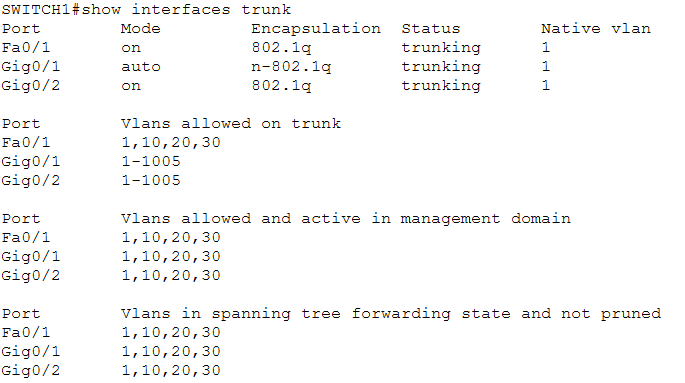 SWITCH1#show interfaces trunk
Port        Mode         Encapsulation  Status        Native vlan
Fa0/1       on           802.1q         trunking      1
Gig0/1      auto         n-802.1q       trunking      1
Gig0/2      on           802.1q         trunking      1

Port        Vlans allowed on trunk
Fa0/1       1,10,20,30
Gig0/1      1-1005
Gig0/2      1-1005

Port        Vlans allowed and active in management domain
Fa0/1       1,10,20,30
Gig0/1      1,10,20,30
Gig0/2      1,10,20,30

Port        Vlans in spanning tree forwarding state and not pruned
Fa0/1       1,10,20,30
Gig0/1      1,10,20,30
Gig0/2      1,10,20,30